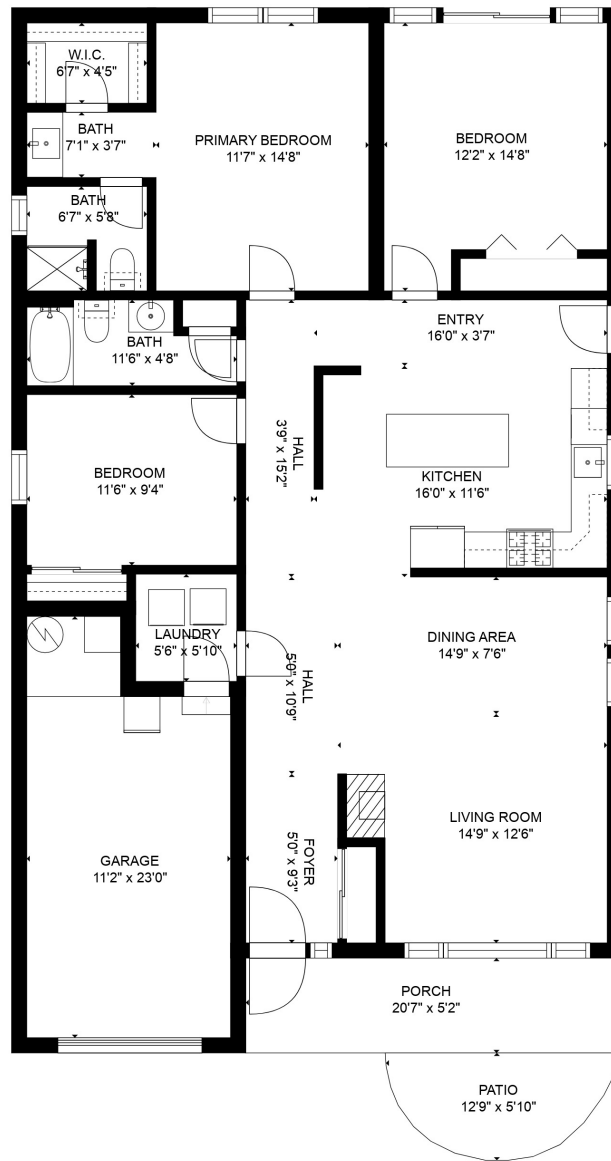 W.I.C.
6'7" x 4'5"
BATH
7'1" x 3'7"
PRIMARY BEDROOM
11'7" x 14'8"
BEDROOM
12'2" x 14'8"
BATH
6'7" x 5'8"
BATH
11'6" x 4'8"
ENTRY
16'0" x 3'7"
HALL
3'9" x 15'2"
BEDROOM
11'6" x 9'4"
KITCHEN
16'0" x 11'6"
LAUNDRY
5'6" x 5'10"
HALL
5'0" x 10'9"
DINING AREA
14'9" x 7'6"
LIVING ROOM
14'9" x 12'6"
GARAGE
11'2" x 23'0"
FOYER
5'0" x 9'3"
PORCH
20'7" x 5'2"
PATIO
12'9" x 5'10"